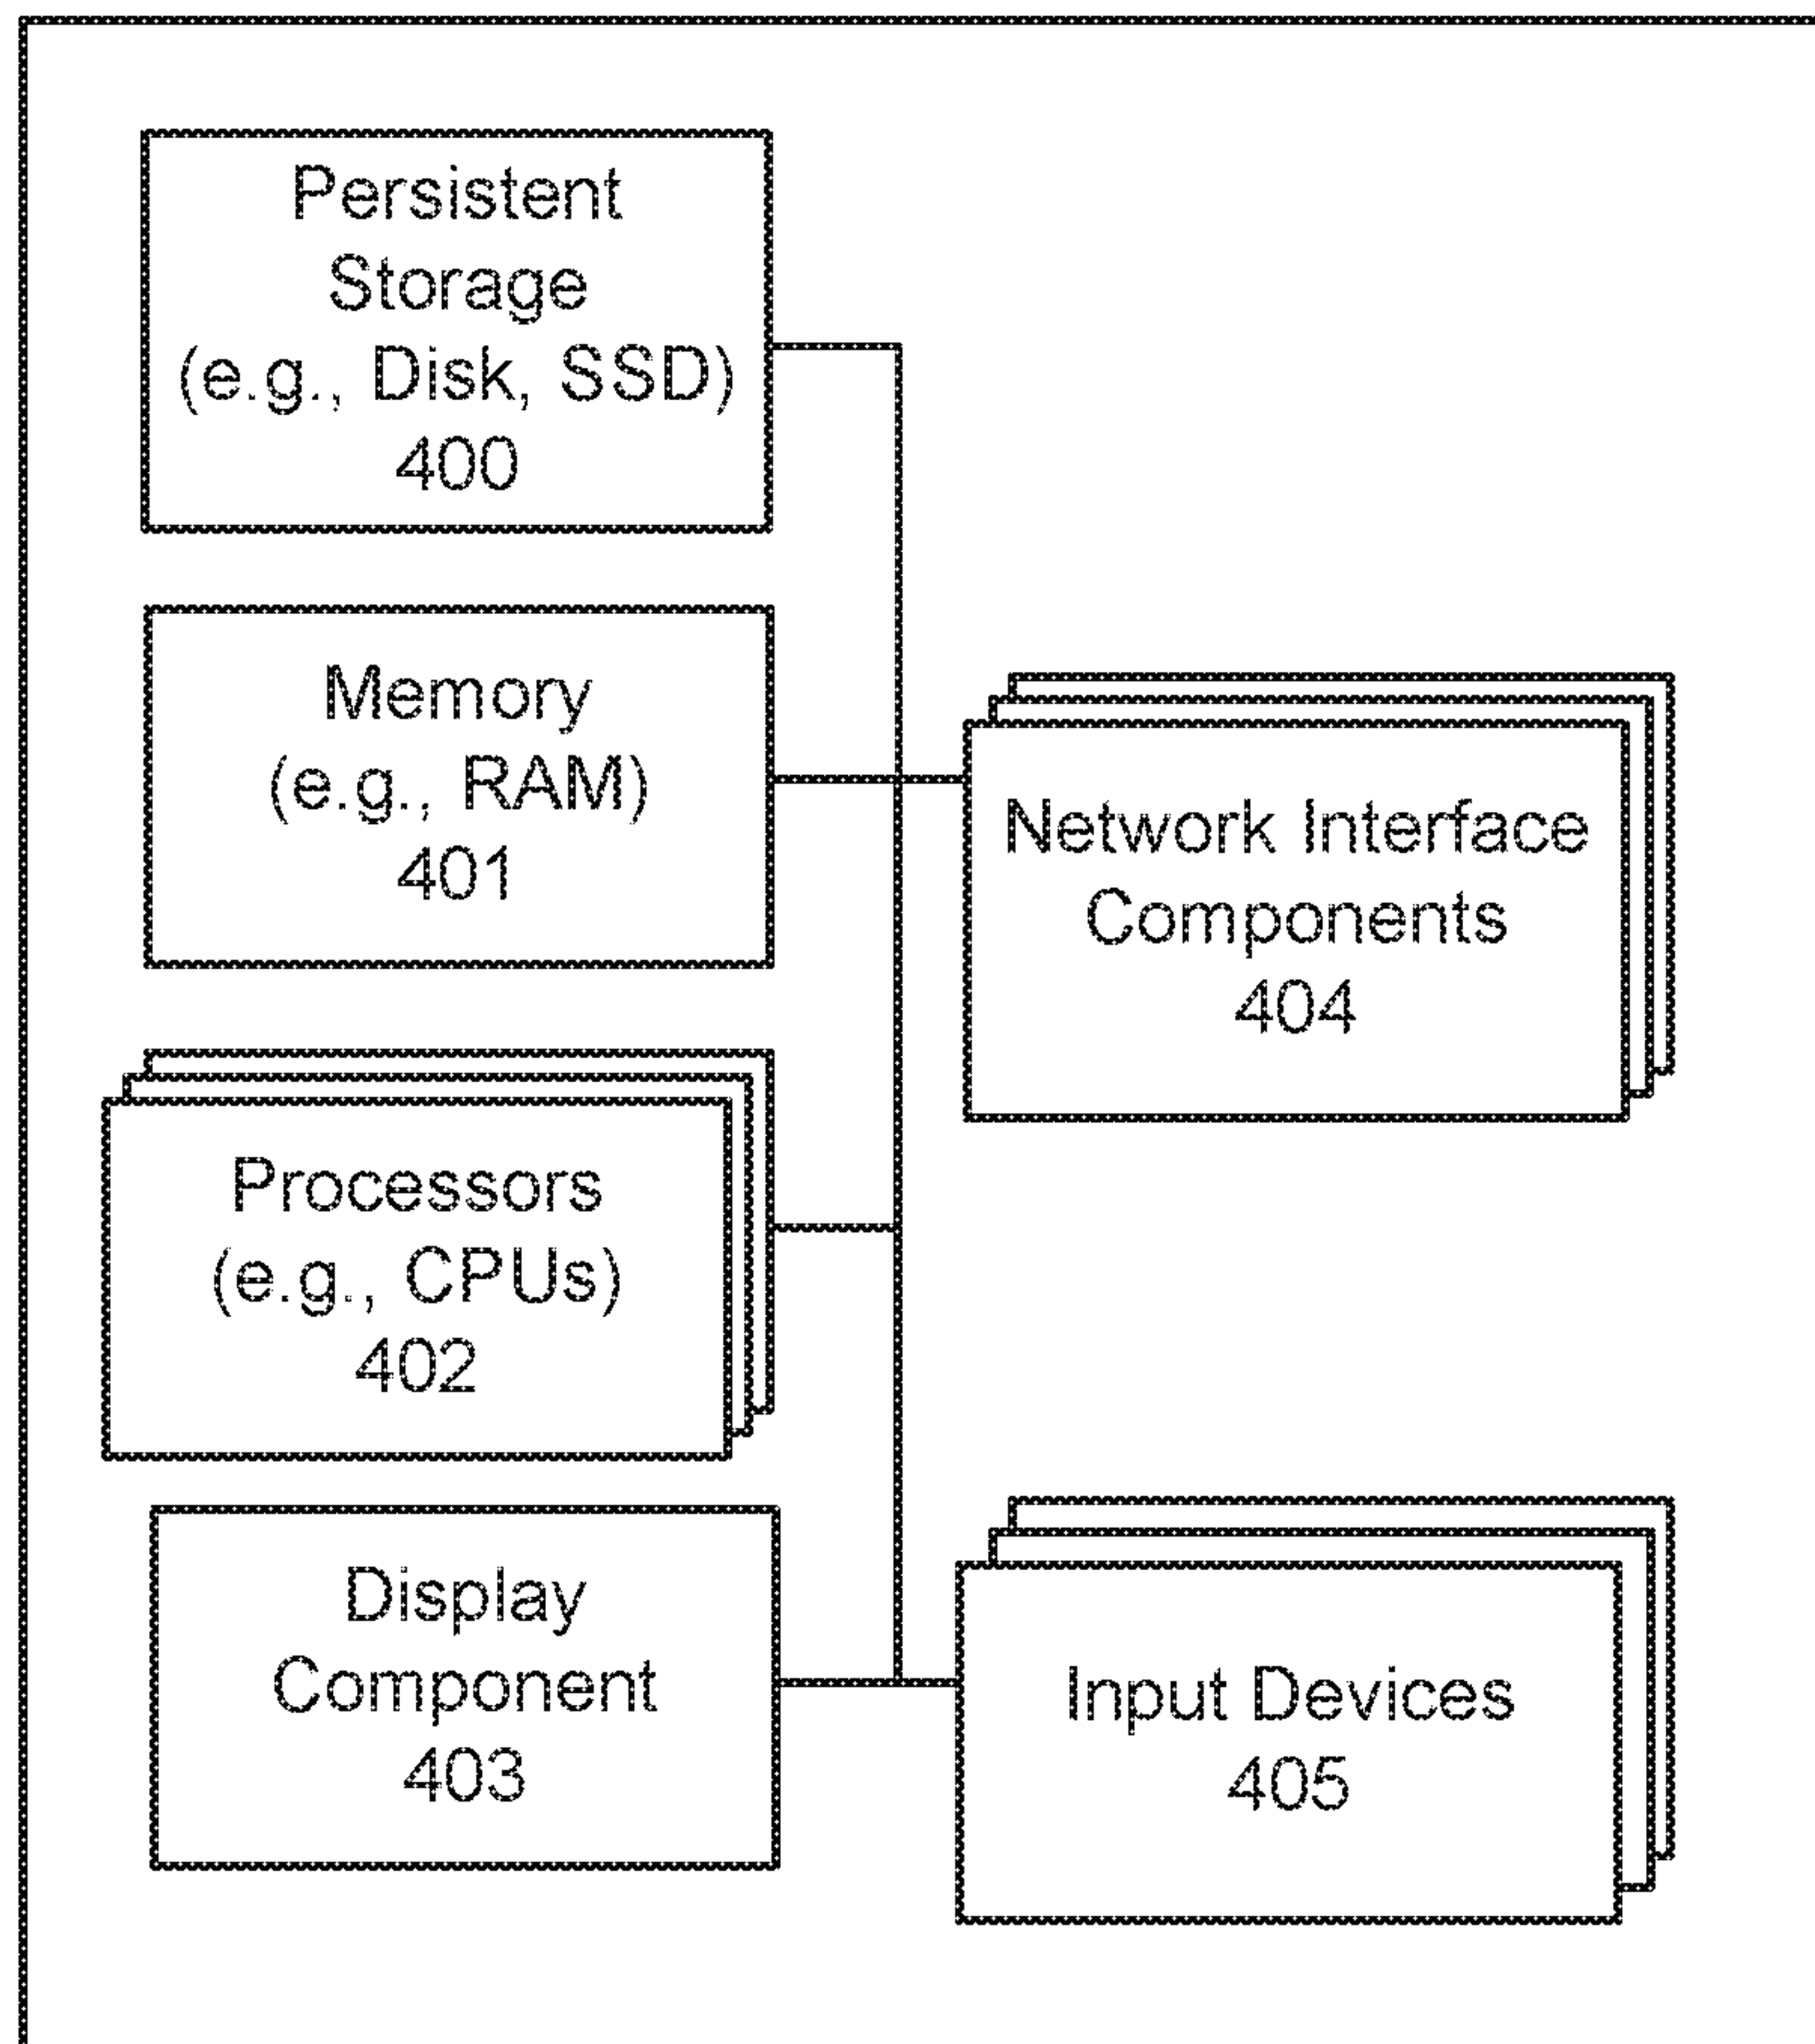 Persistent
Storage
(e.g., Disk, SSD)
400
Memory
(e.g., RAM)
401
Network Interface
Components
404
Processors
(e.g., CPUs)
402
Display
Component
403
Input Devices
405